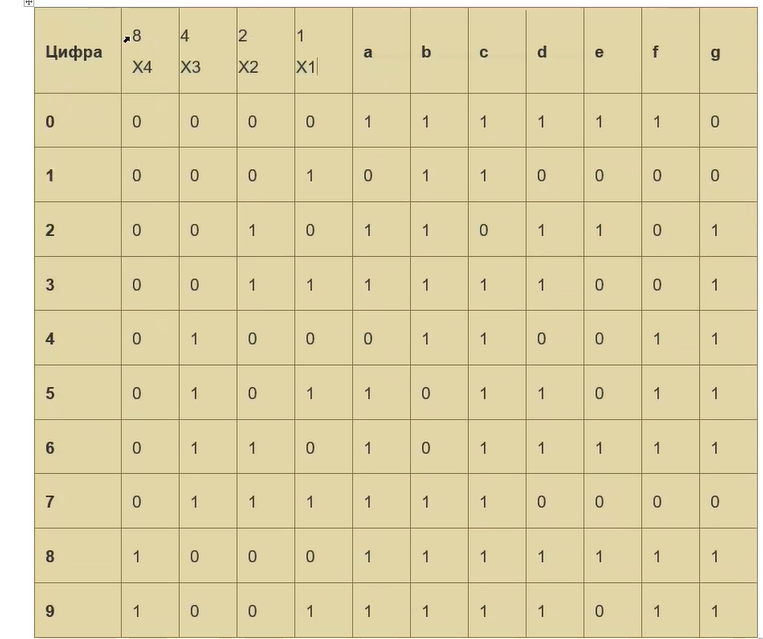 Цифра 8 X4 4 X3 2 X2 1 X1 a b c d e f g
0 0 0 0 0 1 1 1 1 1 1 0
1 0 0 0 1 0 1 1 0 0 0 0
2 0 0 1 0 1 1 0 1 1 0 1
3 0 0 1 1 1 1 1 1 0 0 1
4 0 1 0 0 0 1 1 0 0 1 1
5 0 1 0 1 1 0 1 1 0 1 1
6 0 1 1 0 1 0 1 1 1 1 1
7 0 1 1 1 1 1 1 0 0 0 0
8 1 0 0 0 1 1 1 1 1 1 1
9 1 0 0 1 1 1 1 1 0 1 1